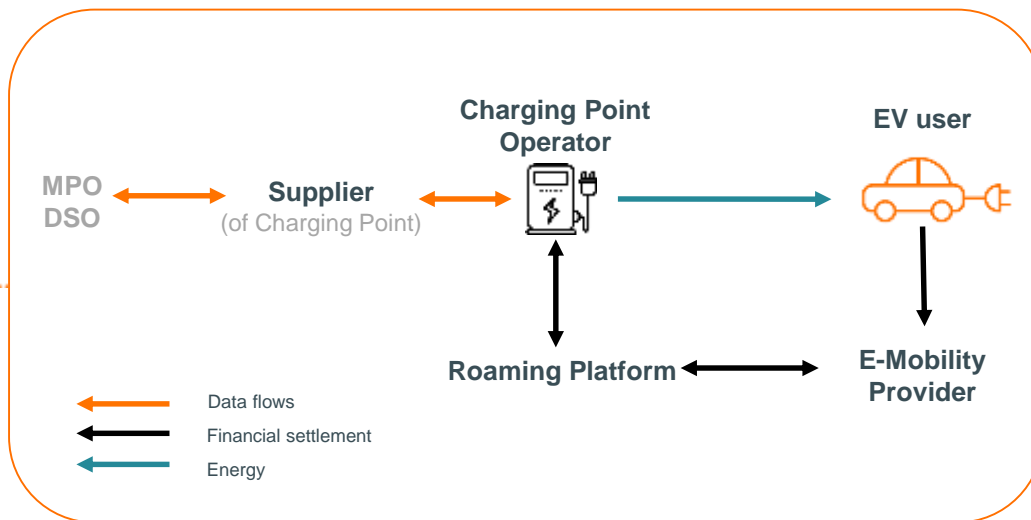 Charging Point
Operator
EV user
MPO
DSO
Supplier
(of Charging Point)
Roaming Platform
E-Mobility
Provider
Data flows
Financial settlement
Energy